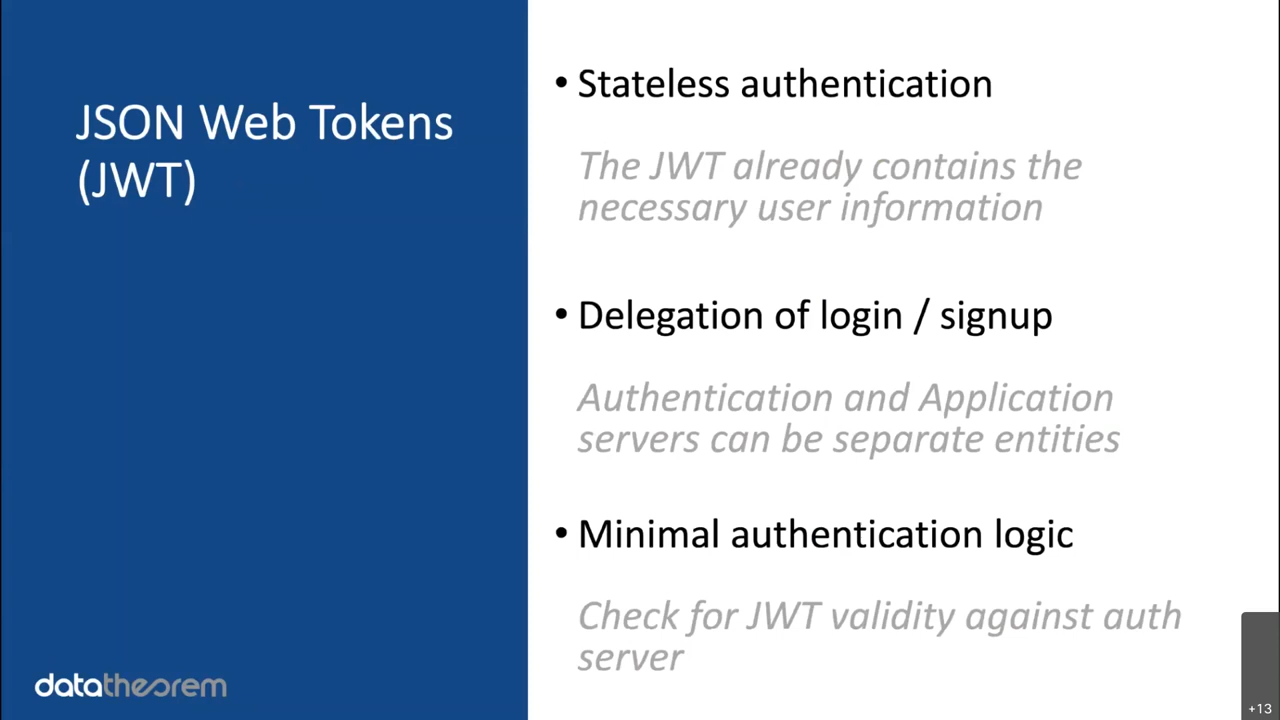 JSON Web Tokens
(JWT)
• Stateless authentication
The JWT already contains the
necessary user information
• Delegation of login / signup
Authentication and Application
servers can be separate entities
• Minimal authentication logic
Check for JWT validity against auth
server
datatheorem
+13